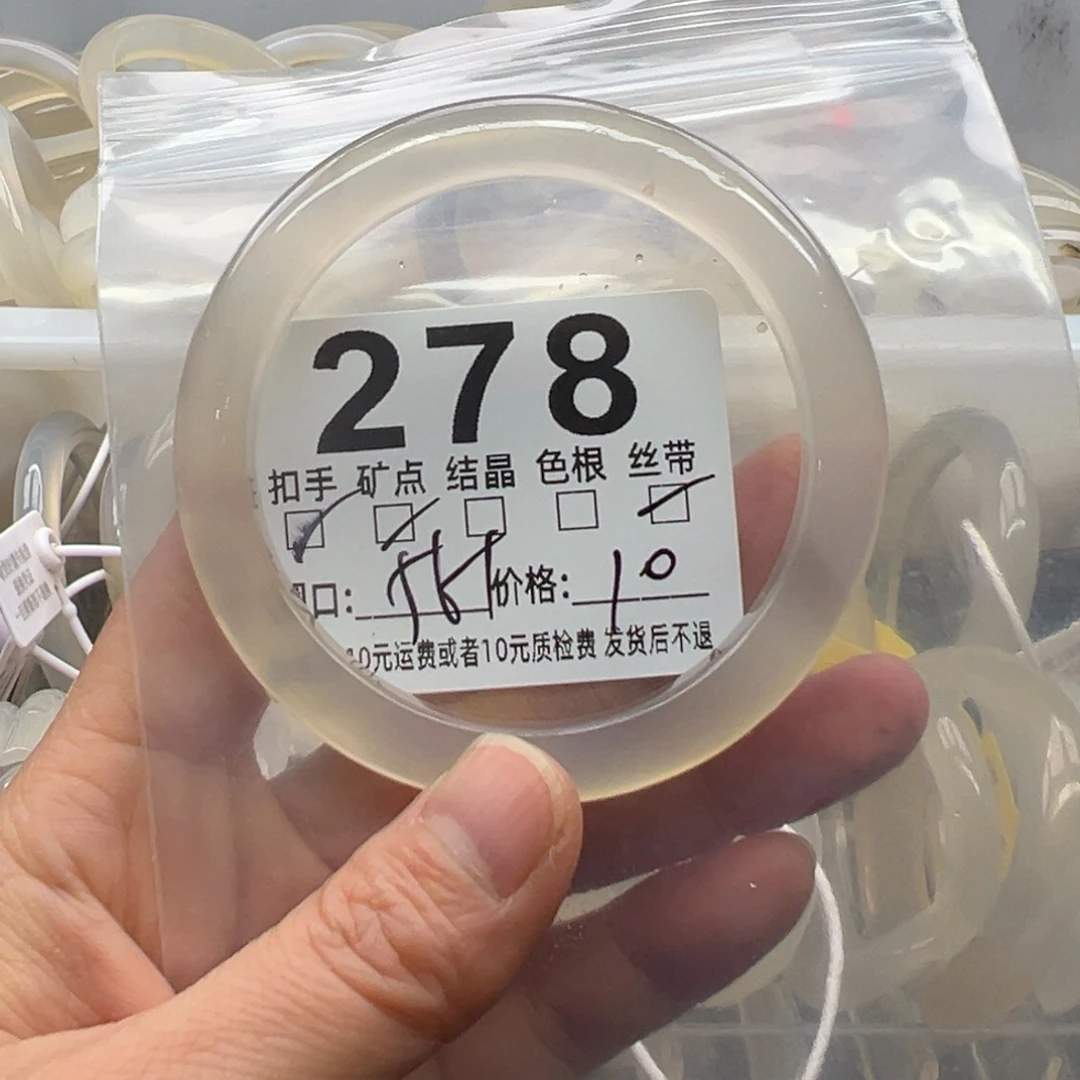 278
扣手 矿点 结晶 色根 丝带
口: 价格: 10
0元运费或者10元质检费 发货后不退